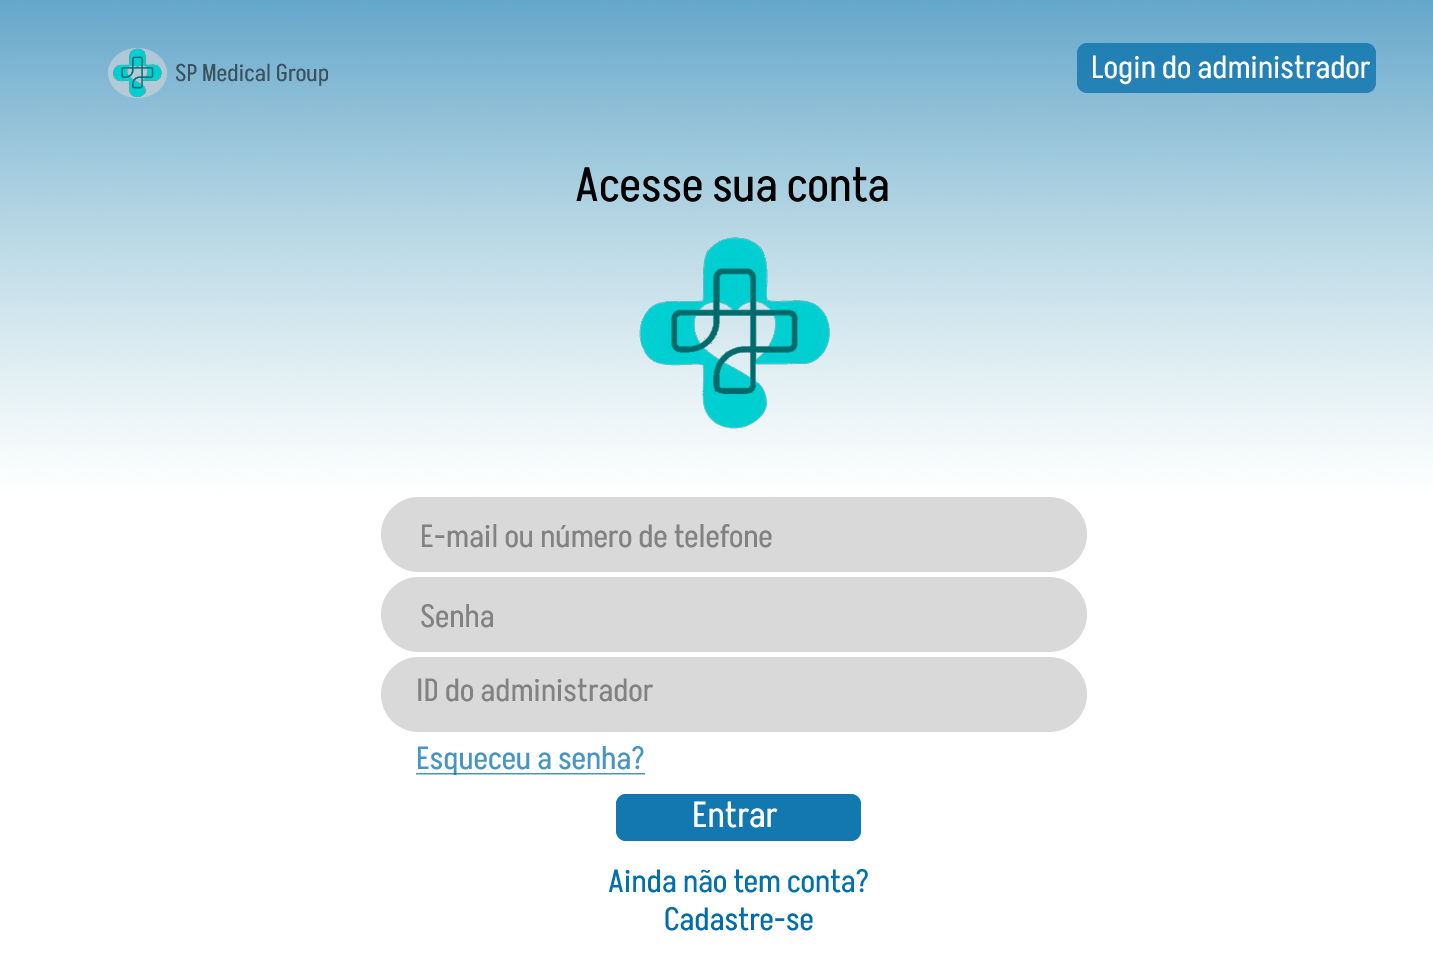 SP Medical Group
Login do administrador
Acesse sua conta
E-mail ou número de telefone
Senha
ID do administrador
Esqueceu a senha?
Entrar
Ainda não tem conta?
Cadastre-se